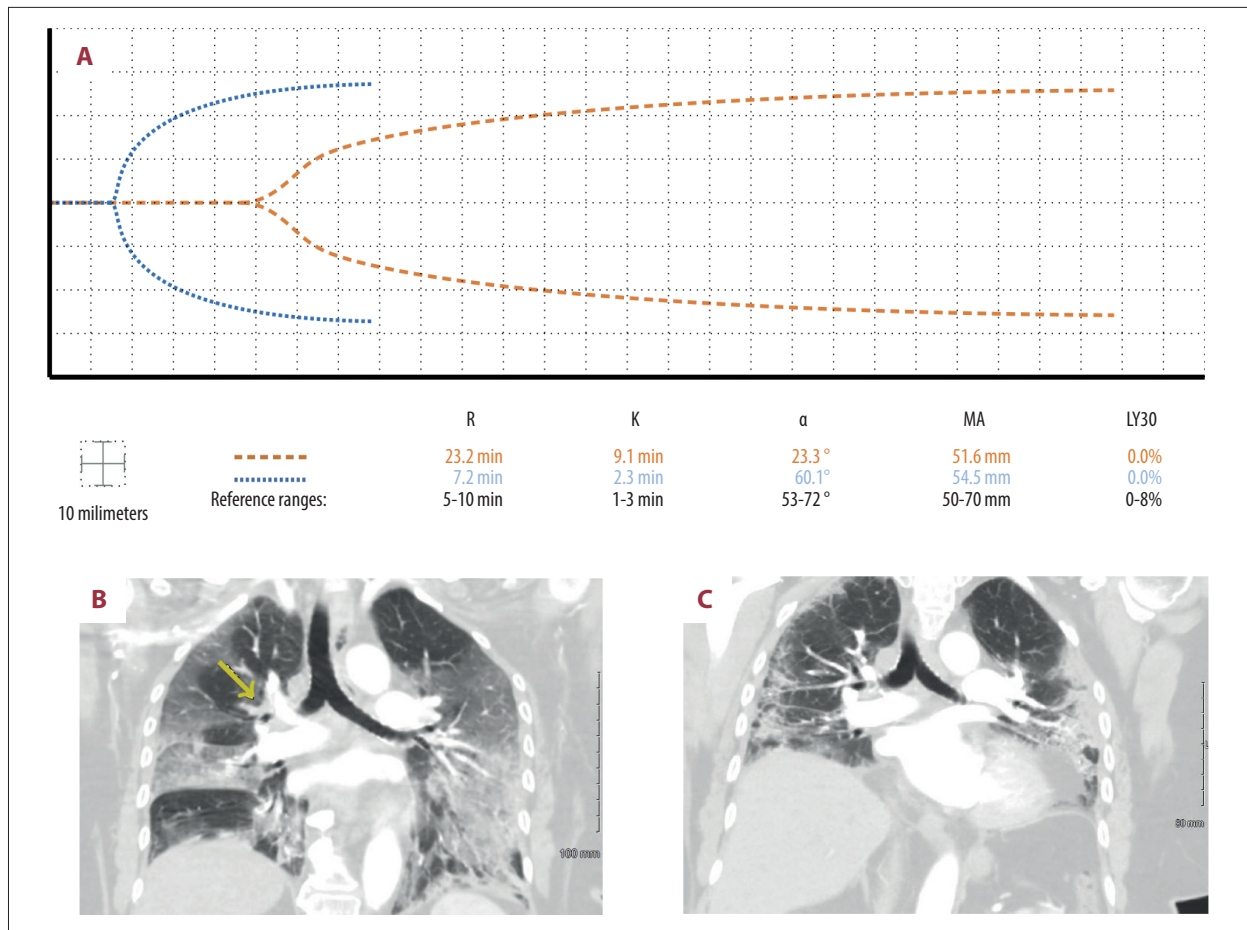 A
R K α MA LY30
23.2 min 9.1 min 23.3 ° 51.6 mm 0.0%
7.2 min 2.3 min 60.1° 54.5 mm 0.0%
Reference ranges: 5-10 min 1-3 min 53-72 ° 50-70 mm 0-8%
10 milimeters
B
100 mm
C
80 mm